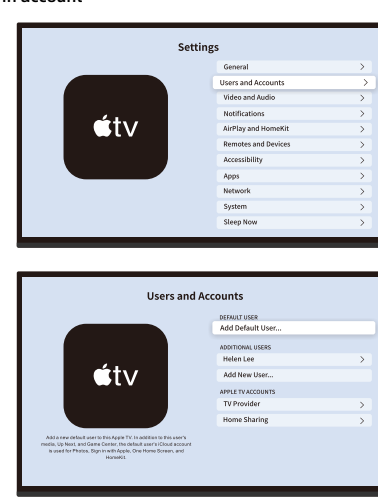 in account
Settings
General
Users and Accounts
Video and Audio
Notifications
AirPlay and HomeKit
Remotes and Devices
Accessibility
Apps
Network
System
Sleep Now
tv
Users and Accounts
DEFAULT USER
Add Default User...
ADDITIONAL USERS
Helen Lee
Add New User...
APPLE TV ACCOUNTS
TV Provider
Home Sharing
tv
Add a new default user to this Apple TV. In addition to this user's
media, Up Next, and Game Center, the default user's iCloud account
is used for Photos, Sign in with Apple, One Home Screen, and
HomeKit.